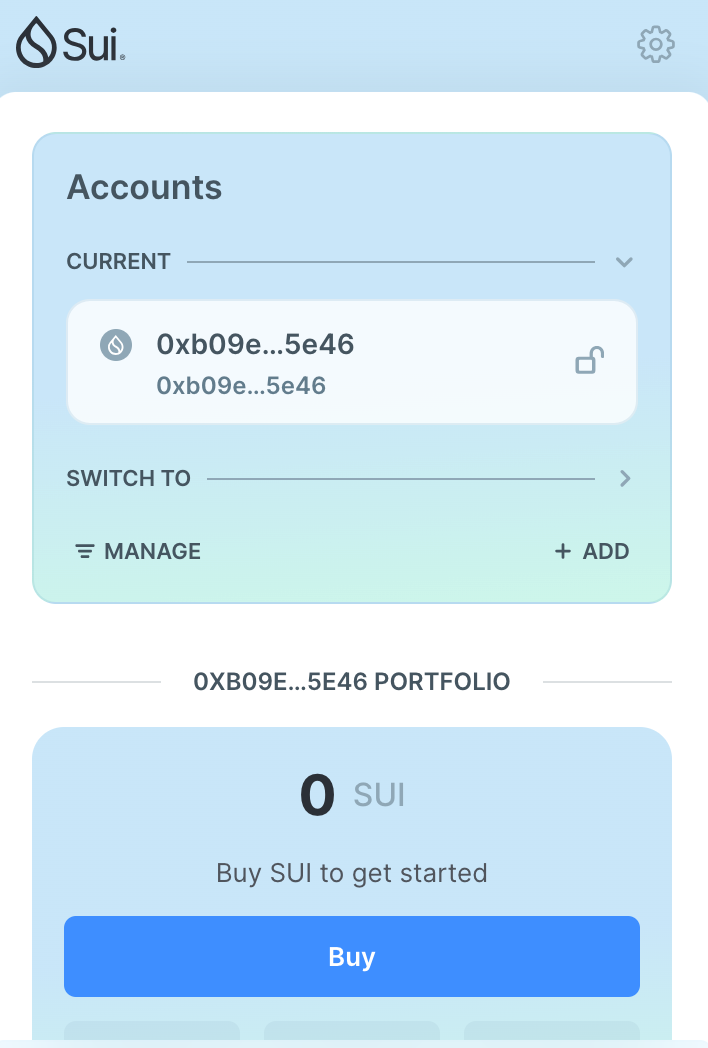 Sui
Accounts
CURRENT
0xb09e…5e46
0xb09e…5e46
SWITCH TO
MANAGE
+ ADD
0XB09E…5E46 PORTFOLIO
0 SUI
Buy SUI to get started
Buy